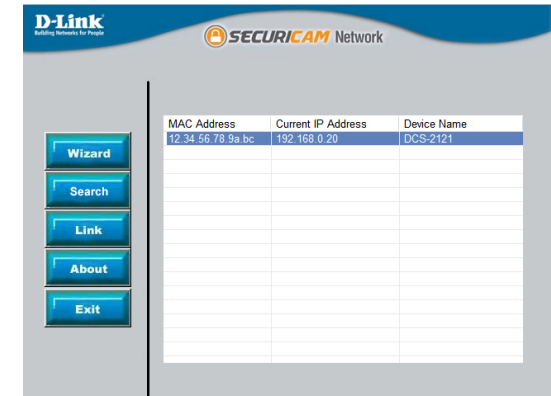 D-Link
Building Networks for People
SECURICAM Network
MAC Address Current IP Address Device Name
12.34.56.78.9a.bc 192.168.0.20 DCS-2121
Wizard
Search
Link
About
Exit